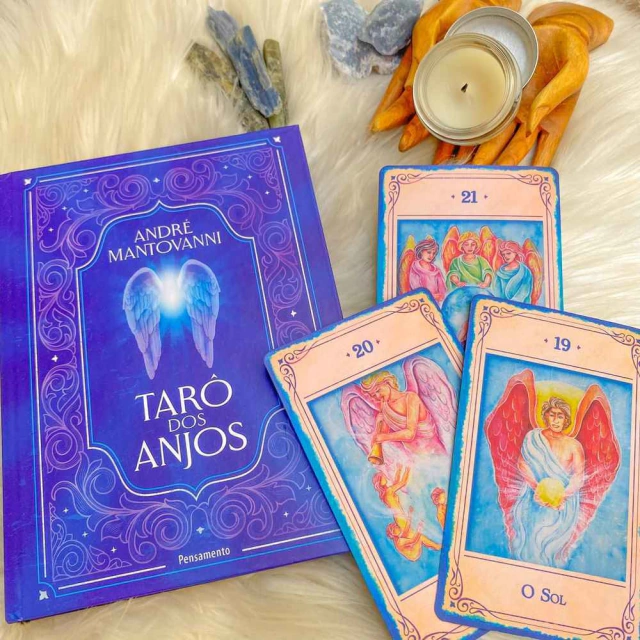 ANDRÉ
MANTOVANNI
TARÔ
DOS
ANJOS
Pensamento
21
20
19
O SOL